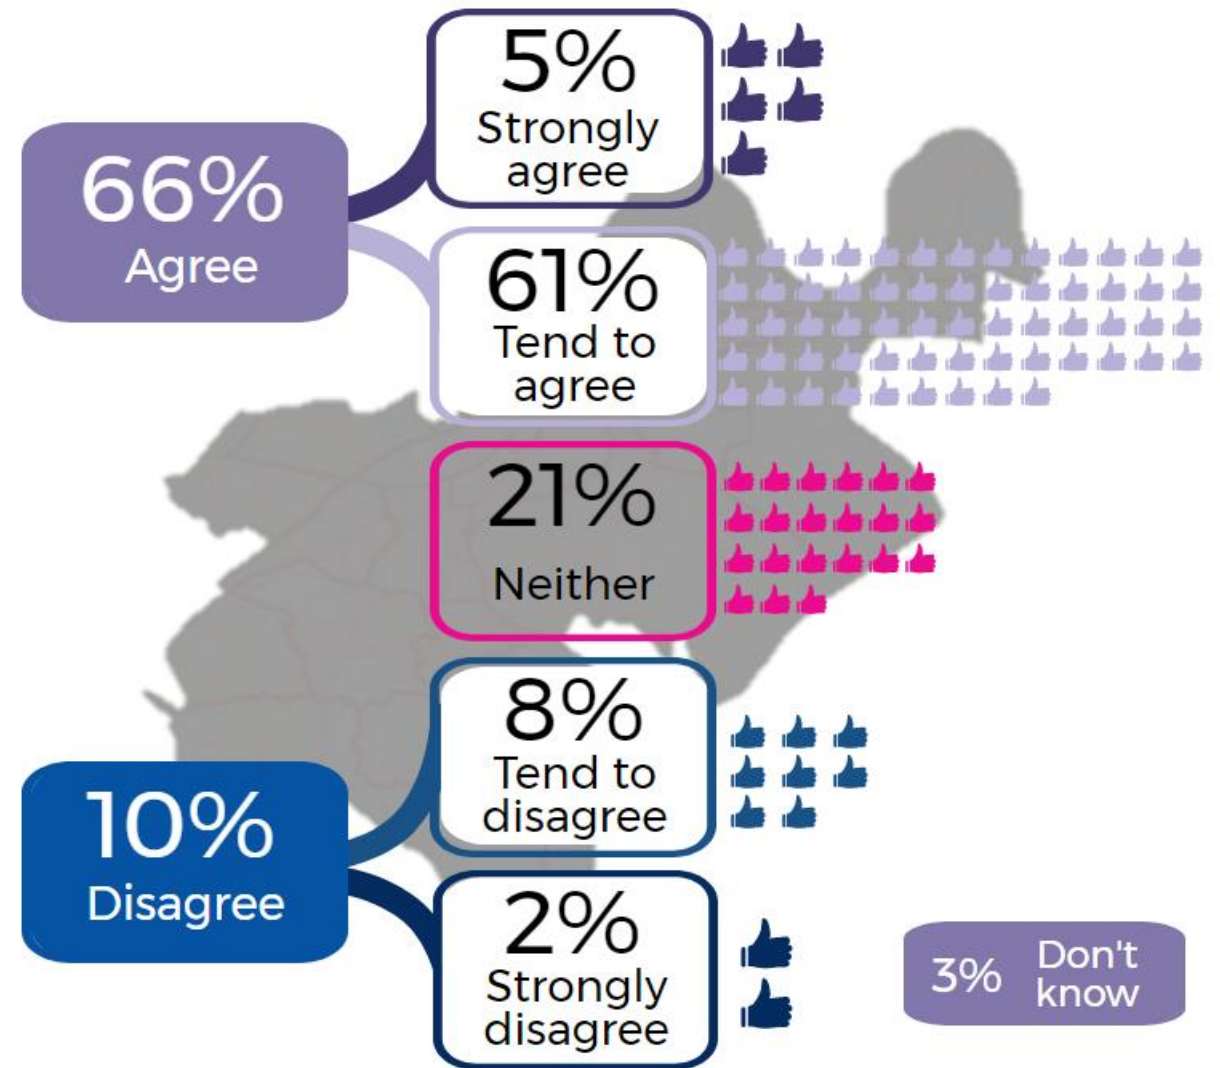 5%
Strongly
agree
66%
Agree
61%
Tend to
agree
21%
Neither
8%
Tend to
disagree
10%
Disagree
2%
Strongly
disagree
3%
Don't
know